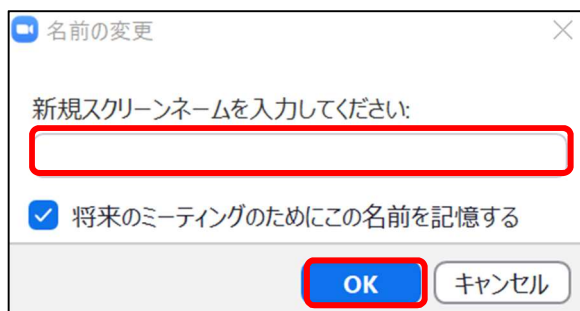 名前の変更
新規スクリーンネームを入力してください:
将来のミーティングのためにこの名前を記憶する
OK キャンセル